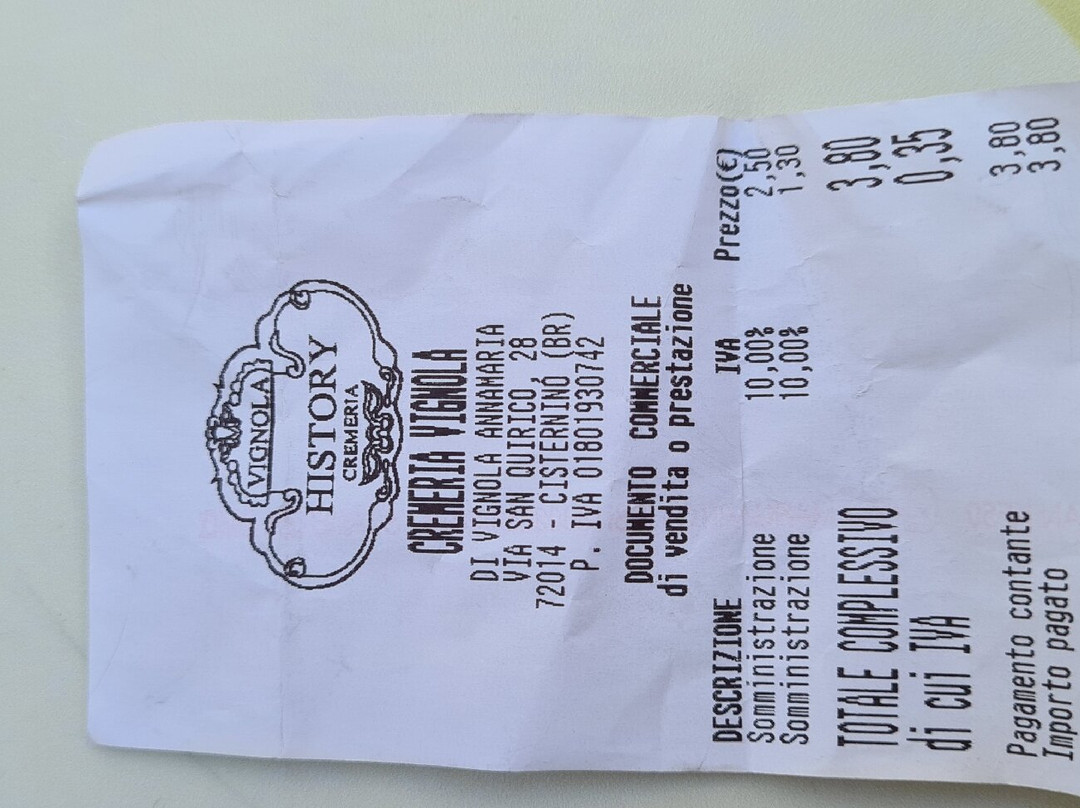 VIGNOLA
HISTORY
CREMERIA
CREMERIA VIGNOLA
DI VIGNOLA ANNAMARIA
VIA SAN QUIRICO, 28
72014 - CISTERNINO (BR)
P. IVA 01801930742
DOCUMENTO COMMERCIALE
di vendita o prestazione
DESCRIZIONE IVA Prezzo(€)
Somministrazione 10,00% 2,50
Somministrazione 10,00% 1,30
TOTALE COMPLESSIVO 3,80
di cui IVA 0,35
Pagamento contante 3,80
Importo pagato 3,80